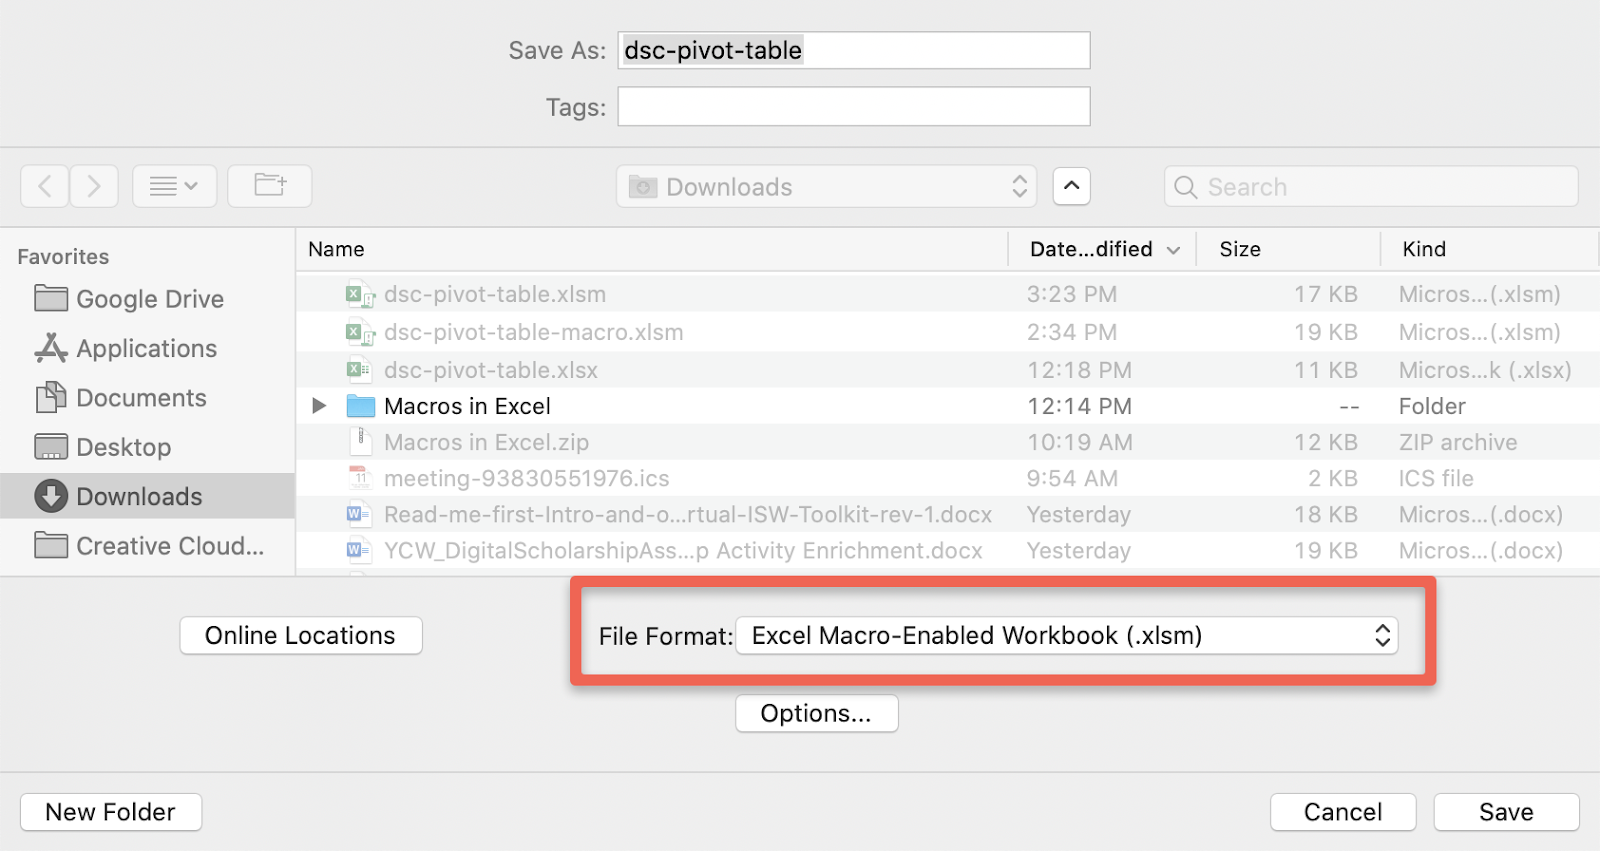 Save As: dsc-pivot-table
Tags:
Downloads
Search
Favorites
Google Drive
Applications
Documents
Desktop
Downloads
Creative Cloud...
Name Date...dified Size Kind
dsc-pivot-table.xlsm 3:23 PM 17 KB Micros...(.xlsm)
dsc-pivot-table-macro.xlsm 2:34 PM 19 KB Micros...(.xlsm)
dsc-pivot-table.xlsx 12:18 PM 11 KB Micros...k (.xlsx)
Macros in Excel 12:14 PM -- Folder
Macros in Excel.zip 10:19 AM 12 KB ZIP archive
meeting-93830551976.ics 9:54 AM 2 KB ICS file
Read-me-first-Intro-and-o...rtual-ISW-Toolkit-rev-1.docx Yesterday 18 KB Micros...(.docx)
YCW_DigitalScholarshipAss...p Activity Enrichment.docx Yesterday 19 KB Micros...(.docx)
Online Locations
File Format: Excel Macro-Enabled Workbook (.xlsm)
Options...
New Folder Cancel Save